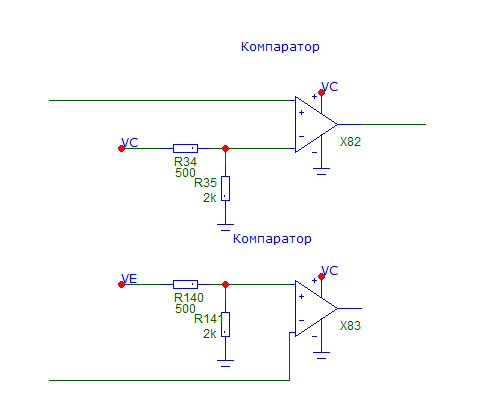 Компаратор
VC
+
+
VC
-
X82
R34
500
-
R35
2k
Компаратор
VC
VE
+
+
R140
500
-
X83
R141
2k
-